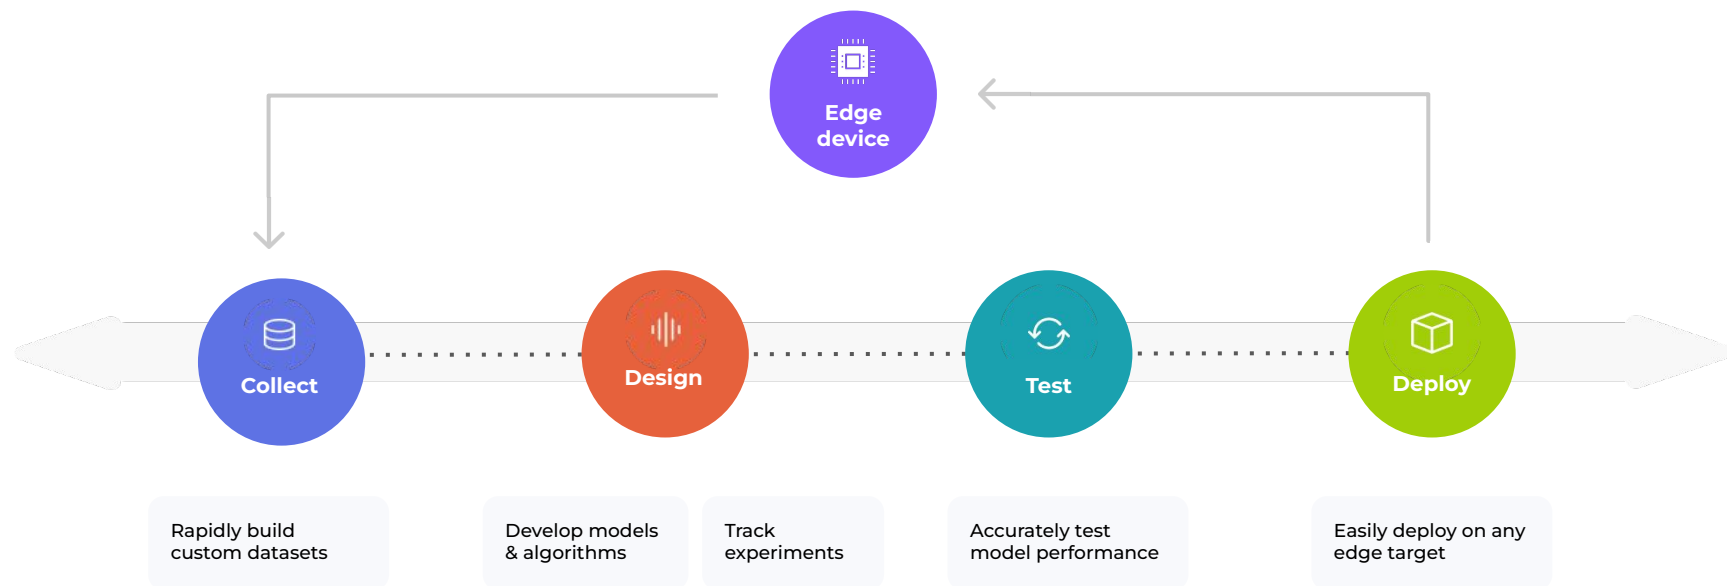 Edge
device
Collect
Design
Test
Deploy
Rapidly build
custom datasets
Develop models
& algorithms
Track
experiments
Accurately test
model performance
Easily deploy on any
edge target